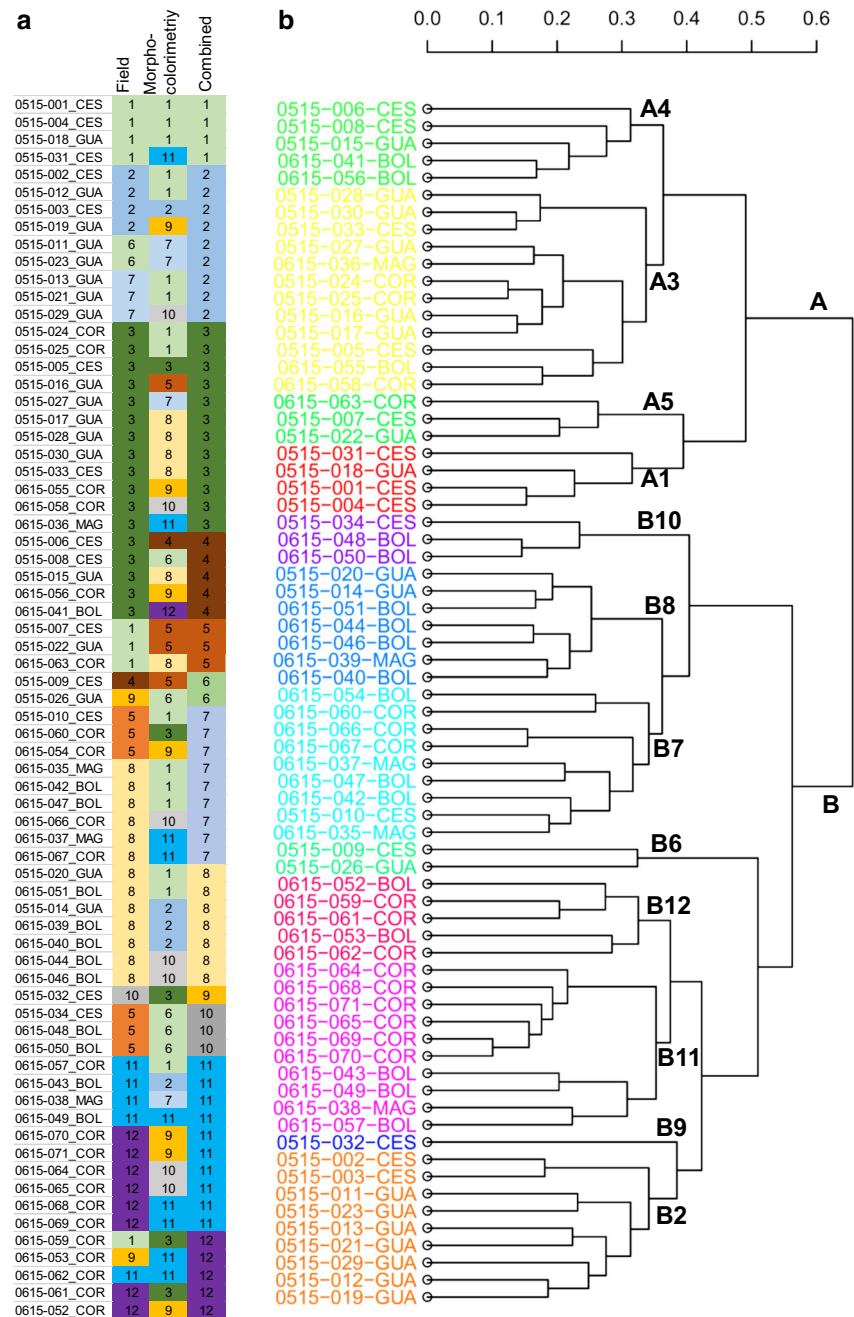 a
Field
Morpho-
colorimetriy
Combined
0515-001_CES 1 1 1
0515-004_CES 1 1 1
0515-018_GUA 1 1 1
0515-031_CES 1 11 1
0515-002_CES 2 1 2
0515-012_GUA 2 1 2
0515-003_CES 2 2 2
0515-019_GUA 2 9 2
0515-011_GUA 6 7 2
0515-023_GUA 6 7 2
0515-013_GUA 7 1 2
0515-021_GUA 7 1 2
0515-029_GUA 7 10 2
0515-024_COR 3 1 3
0515-025_COR 3 1 3
0515-005_CES 3 3 3
0515-016_GUA 3 5 3
0515-027_GUA 3 7 3
0515-017_GUA 3 8 3
0515-028_GUA 3 8 3
0515-030_GUA 3 8 3
0515-033_CES 3 8 3
0615-055_COR 3 9 3
0615-058_COR 3 10 3
0615-036_MAG 3 11 3
0515-006_CES 3 4 4
0515-008_CES 3 6 4
0515-015_GUA 3 8 4
0615-056_COR 3 9 4
0615-041_BOL 3 12 4
0515-007_CES 1 5 5
0515-022_GUA 1 5 5
0615-063_COR 1 8 5
0515-009_CES 4 5 6
0515-026_GUA 9 6 6
0515-010_CES 5 1 7
0615-060_COR 5 3 7
0615-054_COR 5 9 7
0615-035_MAG 8 1 7
0615-042_BOL 8 1 7
0615-047_BOL 8 1 7
0615-066_COR 8 10 7
0615-037_MAG 8 11 7
0615-067_COR 8 11 7
0515-020_GUA 8 1 8
0615-051_BOL 8 1 8
0515-014_GUA 8 2 8
0615-039_BOL 8 2 8
0615-040_BOL 8 2 8
0615-044_BOL 8 10 8
0615-046_BOL 8 10 8
0515-032_CES 10 3 9
0515-034_CES 5 6 10
0615-048_BOL 5 6 10
0615-050_BOL 5 6 10
0615-057_COR 11 1 11
0615-043_BOL 11 2 11
0615-038_MAG 11 7 11
0615-049_BOL 11 11 11
0615-070_COR 12 9 11
0615-071_COR 12 9 11
0615-064_COR 12 10 11
0615-065_COR 12 10 11
0615-068_COR 12 11 11
0615-069_COR 12 11 11
0615-059_COR 1 3 12
0615-053_COR 9 11 12
0615-062_COR 11 11 12
0615-061_COR 12 3 12
0615-052_COR 12 9 12
b
0.0 0.1 0.2 0.3 0.4 0.5 0.6
0515-006-CES
0515-008-CES
0515-015-GUA
0615-041-BOL
0615-056-BOL
0515-028-GUA
0515-030-GUA
0515-033-CES
0515-027-GUA
0615-036-MAG
0515-024-COR
0515-025-COR
0515-016-GUA
0515-017-GUA
0515-005-CES
0615-055-BOL
0615-058-COR
0615-063-COR
0515-007-CES
0515-022-GUA
0515-031-CES
0515-018-GUA
0515-001-CES
0515-004-CES
0515-034-CES
0615-048-BOL
0615-050-BOL
0515-020-GUA
0515-014-GUA
0615-051-BOL
0615-044-BOL
0615-046-BOL
0615-039-MAG
0615-040-BOL
0615-054-BOL
0615-060-COR
0615-066-COR
0615-067-COR
0615-037-MAG
0615-047-BOL
0615-042-BOL
0515-010-CES
0615-035-MAG
0515-009-CES
0515-026-GUA
0615-052-BOL
0615-059-COR
0615-061-COR
0615-053-BOL
0615-062-COR
0615-064-COR
0615-068-COR
0615-071-COR
0615-065-COR
0615-069-COR
0615-070-COR
0615-043-BOL
0615-049-BOL
0615-038-MAG
0615-057-BOL
0515-032-CES
0515-002-CES
0515-003-CES
0515-011-GUA
0515-023-GUA
0515-013-GUA
0515-021-GUA
0515-029-GUA
0515-012-GUA
0515-019-GUA
A4
A3
A
A5
A1
B10
B8
B7
B
B6
B12
B11
B9
B2